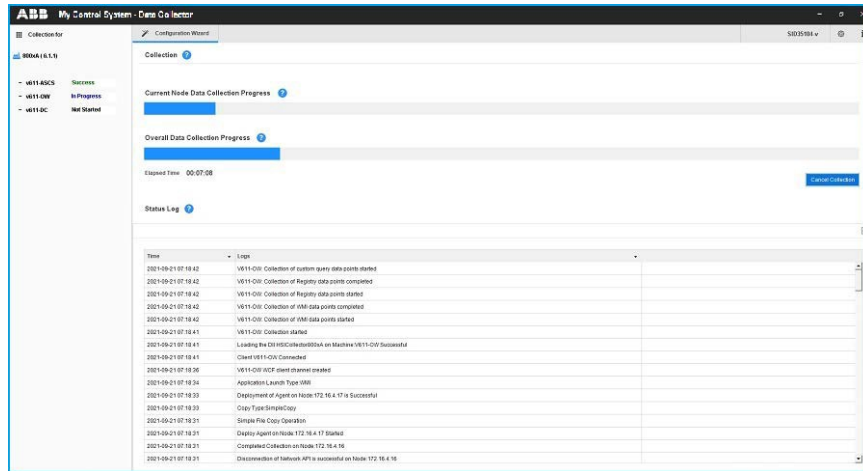 ABB My Control System - Data Collector
Collection for
Configuration Wizard
800xA (6.1.1)
Collection ?
v611-ASCS Success
v611-OW In Progress
v611-DC Not Started
Current Node Data Collection Progress ?
Overall Data Collection Progress ?
Elapsed Time 00:07:08
Cancel Collection
Status Log ?
Time Logs
2021-09-21 07:18:42 V611-OW: Collection of custom query data points started
2021-09-21 07:18:42 V611-OW: Collection of Registry data points completed
2021-09-21 07:18:42 V611-OW: Collection of Registry data points started
2021-09-21 07:18:42 V611-OW: Collection of WMI data points completed
2021-09-21 07:18:42 V611-OW: Collection of WMI data points started
2021-09-21 07:18:41 V611-OW: Collection started
2021-09-21 07:18:41 Loading the Dll HSICollector800xA on Machine:V611-OW Successful
2021-09-21 07:18:41 Client V611-OW Connected
2021-09-21 07:18:36 V611-OW WCF client channel created
2021-09-21 07:18:34 Application Launch Type:WMI
2021-09-21 07:18:33 Deployment of Agent on Node:172.16.4.17 is Successful
2021-09-21 07:18:33 Copy Type:SimpleCopy
2021-09-21 07:18:31 Simple File Copy Operation
2021-09-21 07:18:31 Deploy Agent on Node:172.16.4.17 Started
2021-09-21 07:18:31 Completed Collection on Node:172.16.4.16
2021-09-21 07:18:31 Disconnection of Network API is successful on Node:172.16.4.16